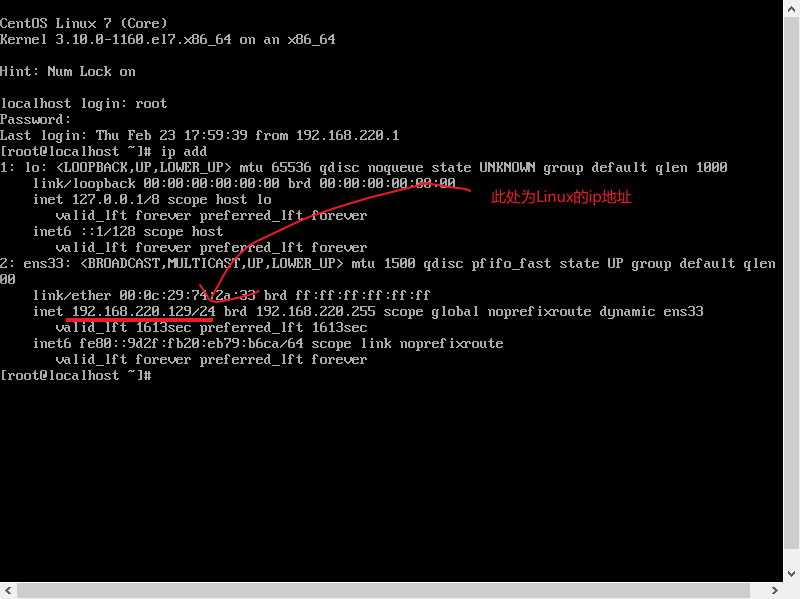 CentOS Linux 7 (Core)
Kernel 3.10.0-1160.el7.x86_64 on an x86_64
Hint: Num Lock on
localhost login: root
Password:
Last login: Thu Feb 23 17:59:39 from 192.168.220.1
[root@localhost ~]# ip add
1: lo: <LOOPBACK,UP,LOWER_UP> mtu 65536 qdisc noqueue state UNKNOWN group default qlen 1000
link/loopback 00:00:00:00:00:00 brd 00:00:00:00:00:00
此处为Linux的ip地址
inet 127.0.0.1/8 scope host lo
valid_lft forever preferred_lft forever
inet6 ::1/128 scope host
valid_lft forever preferred_lft forever
2: ens33: <BROADCAST,MULTICAST,UP,LOWER_UP> mtu 1500 qdisc pfifo_fast state UP group default qlen
00
link/ether 00:0c:29:74:2a:33 brd ff:ff:ff:ff:ff:ff
inet 192.168.220.129/24 brd 192.168.220.255 scope global noprefixroute dynamic ens33
valid_lft 1613sec preferred_lft 1613sec
inet6 fe80::9d2f:fb20:eb79:b6ca/64 scope link noprefixroute
valid_lft forever preferred_lft forever
[root@localhost ~]#